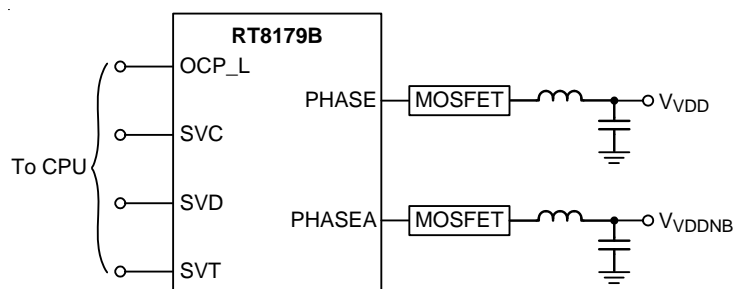 RT8179B
OCP_L
PHASE
MOSFET
VVDD
SVC
To CPU
SVD
PHASEA
MOSFET
VVDDNB
SVT